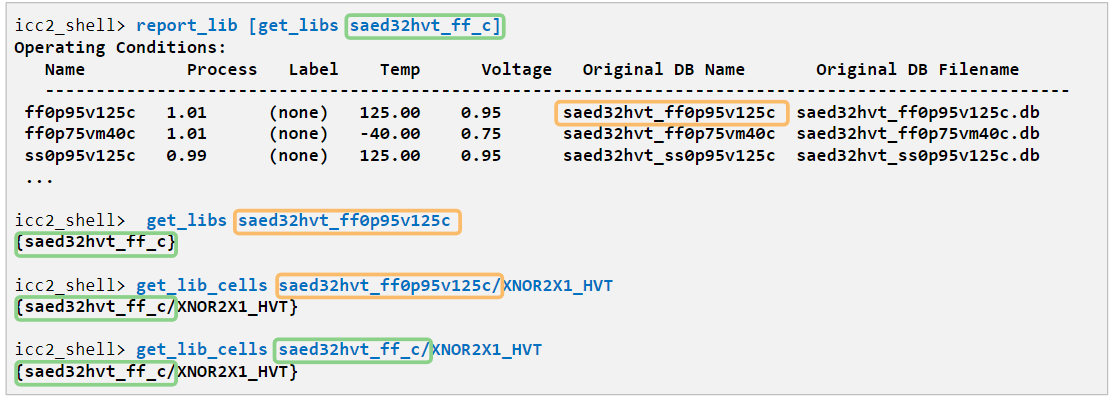 icc2_shell> report_lib [get_libs saed32hvt_ff_c]
Operating Conditions:
Name Process Label Temp Voltage Original DB Name Original DB Filename
----------------------------------------------------------------------------------------------------
ff0p95v125c 1.01 (none) 125.00 0.95 saed32hvt_ff0p95v125c saed32hvt_ff0p95v125c.db
ff0p75vm40c 1.01 (none) -40.00 0.75 saed32hvt_ff0p75vm40c saed32hvt_ff0p75vm40c.db
ss0p95v125c 0.99 (none) 125.00 0.95 saed32hvt_ss0p95v125c saed32hvt_ss0p95v125c.db
...
icc2_shell> get_libs saed32hvt_ff0p95v125c
{saed32hvt_ff_c}
icc2_shell> get_lib_cells saed32hvt_ff0p95v125c/XNOR2X1_HVT
{saed32hvt_ff_c/XNOR2X1_HVT}
icc2_shell> get_lib_cells saed32hvt_ff_c/XNOR2X1_HVT
{saed32hvt_ff_c/XNOR2X1_HVT}